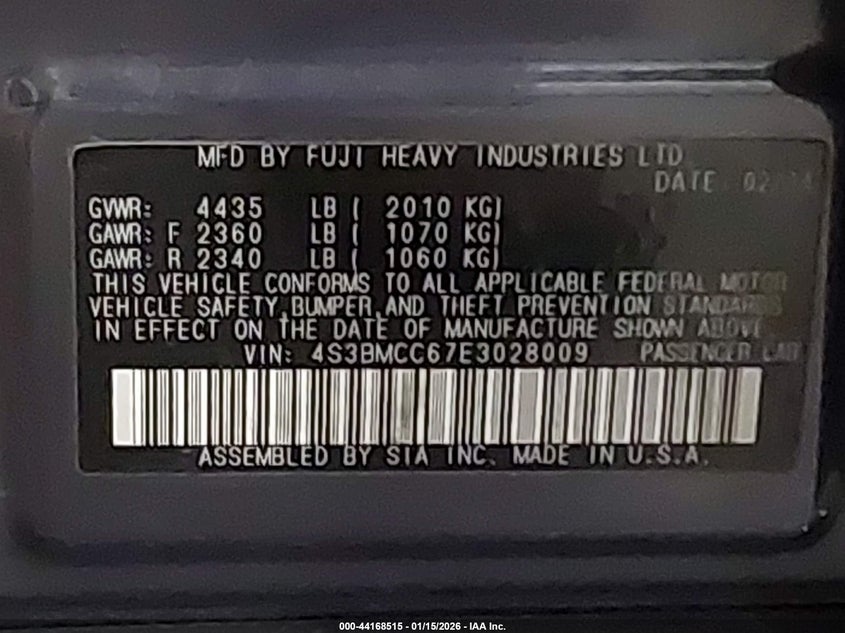 MFD BY FUJI HEAVY INDUSTRIES LTD
DATE 02/14
GVWR: 4435 LB ( 2010 KG)
GAWR: F 2360 LB ( 1070 KG)
GAWR: R 2340 LB ( 1060 KG)
THIS VEHICLE CONFORMS TO ALL APPLICABLE FEDERAL MOTOR
VEHICLE SAFETY, BUMPER, AND THEFT PREVENTION STANDARDS
IN EFFECT ON THE DATE OF MANUFACTURE SHOWN ABOVE.
VIN: 4S3BMCC67E3028009 PASSENGER CAR
ASSEMBLED BY SIA INC. MADE IN U.S.A.
000-44168515 - 01/15/2026 - IAA Inc.